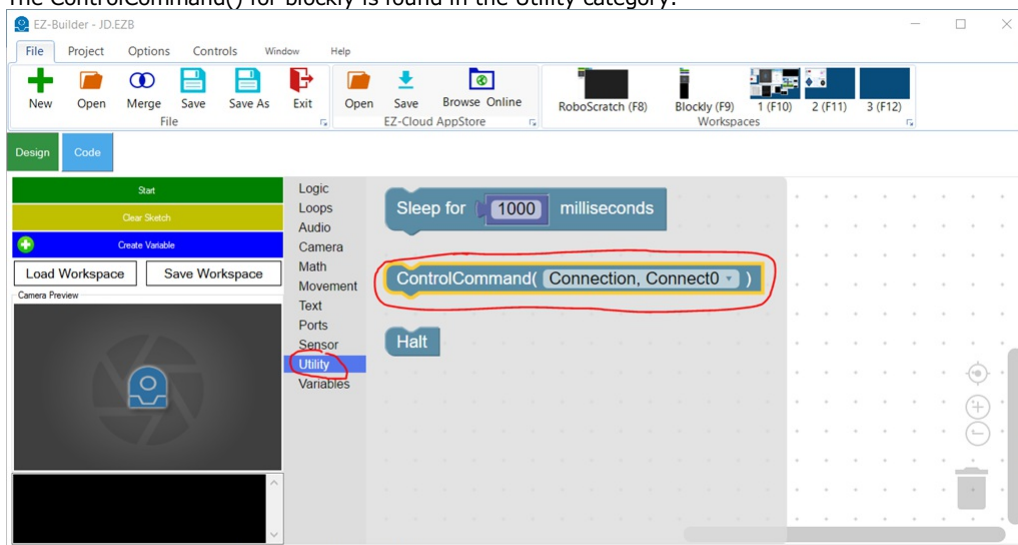 The ControlCommand() for blockly is found in the Utility category.
EZ-Builder - JD.EZB
File Project Options Controls Window Help
New Open Merge Save Save As Exit Open Save Browse Online RoboScratch (F8) Blockly (F9) 1 (F10) 2 (F11) 3 (F12)
File EZ-Cloud AppStore Workspaces
Design Code
Start
Clear Sketch
Create Variable
Load Workspace Save Workspace
Camera Preview
Logic
Loops
Audio
Camera
Math
Movement
Text
Ports
Sensor
Utility
Variables
Sleep for 1000 milliseconds
ControlCommand( Connection, Connect0 )
Halt